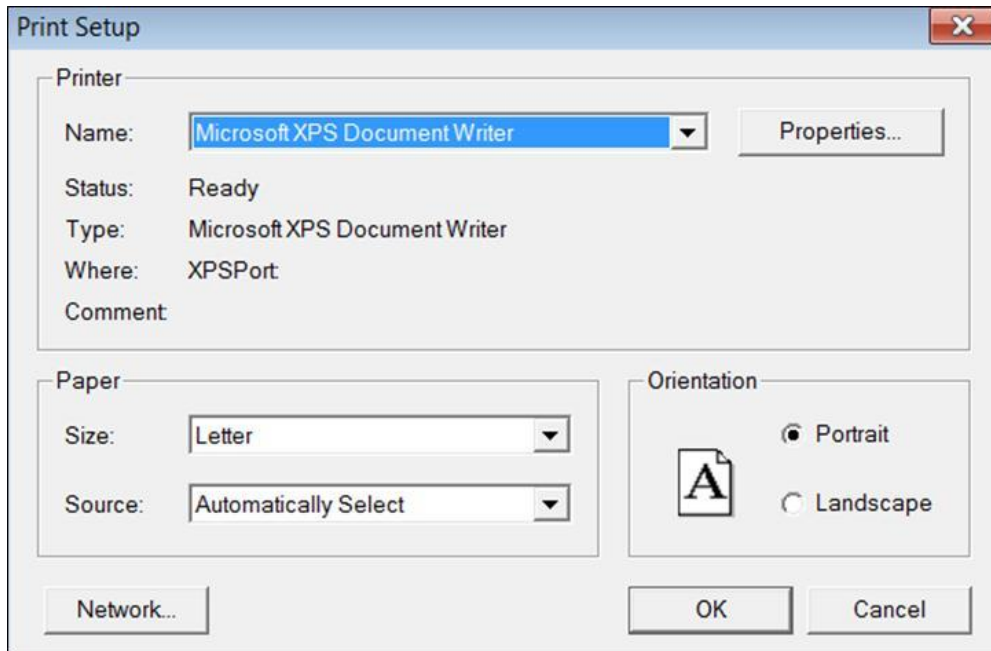 Print Setup
Printer
Name: Microsoft XPS Document Writer Properties...
Status: Ready
Type: Microsoft XPS Document Writer
Where: XPSPort:
Comment:
Paper
Size: Letter
Source: Automatically Select
Orientation
A
Portrait
Landscape
Network... OK Cancel